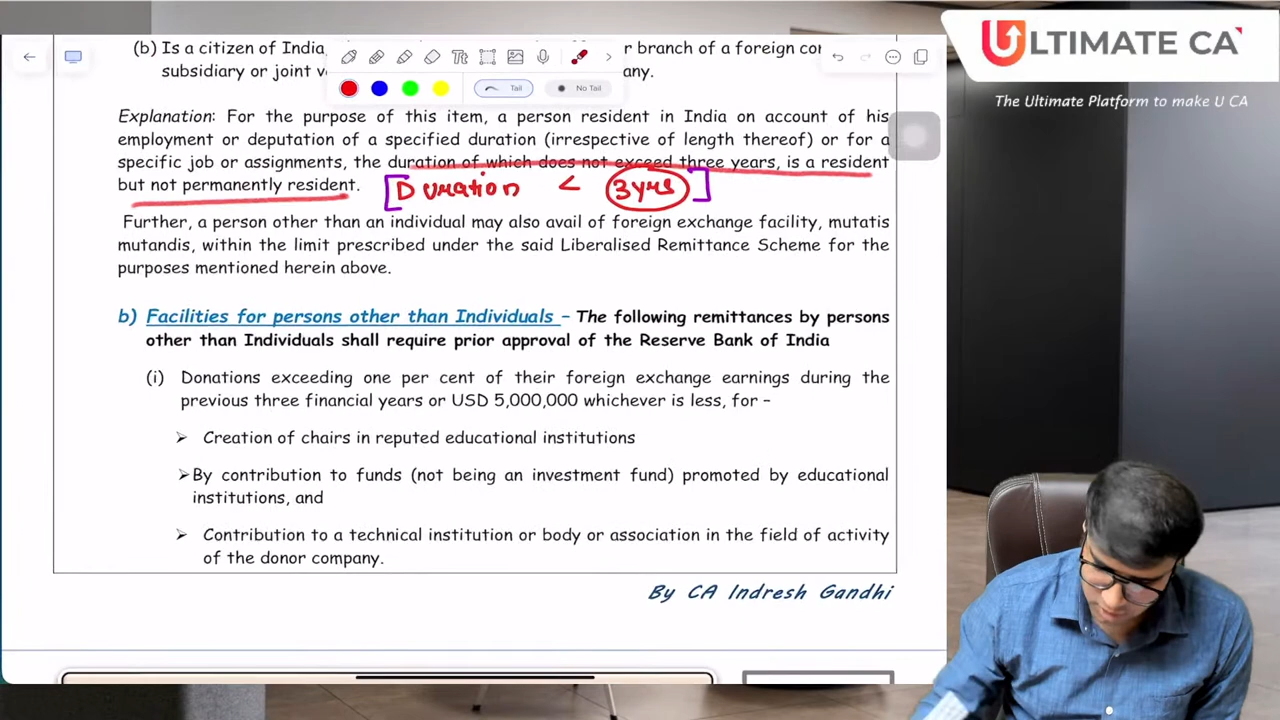 (b) Is a citizen of India, r branch of a foreign con
subsidiary or joint v any.
Tail
No Tail
ULTIMATE CA
The Ultimate Platform to make U CA
Explanation: For the purpose of this item, a person resident in India on account of his
employment or deputation of a specified duration (irrespective of length thereof) or for a
specific job or assignments, the duration of which does not exceed three years, is a resident
but not permanently resident. [Duration < 3yrs]
Further, a person other than an individual may also avail of foreign exchange facility, mutatis
mutandis, within the limit prescribed under the said Liberalised Remittance Scheme for the
purposes mentioned herein above.
b) Facilities for persons other than Individuals – The following remittances by persons
other than Individuals shall require prior approval of the Reserve Bank of India
(i) Donations exceeding one per cent of their foreign exchange earnings during the
previous three financial years or USD 5,000,000 whichever is less, for –
➢ Creation of chairs in reputed educational institutions
➢ By contribution to funds (not being an investment fund) promoted by educational
institutions, and
➢ Contribution to a technical institution or body or association in the field of activity
of the donor company.
By CA Indresh Gandhi